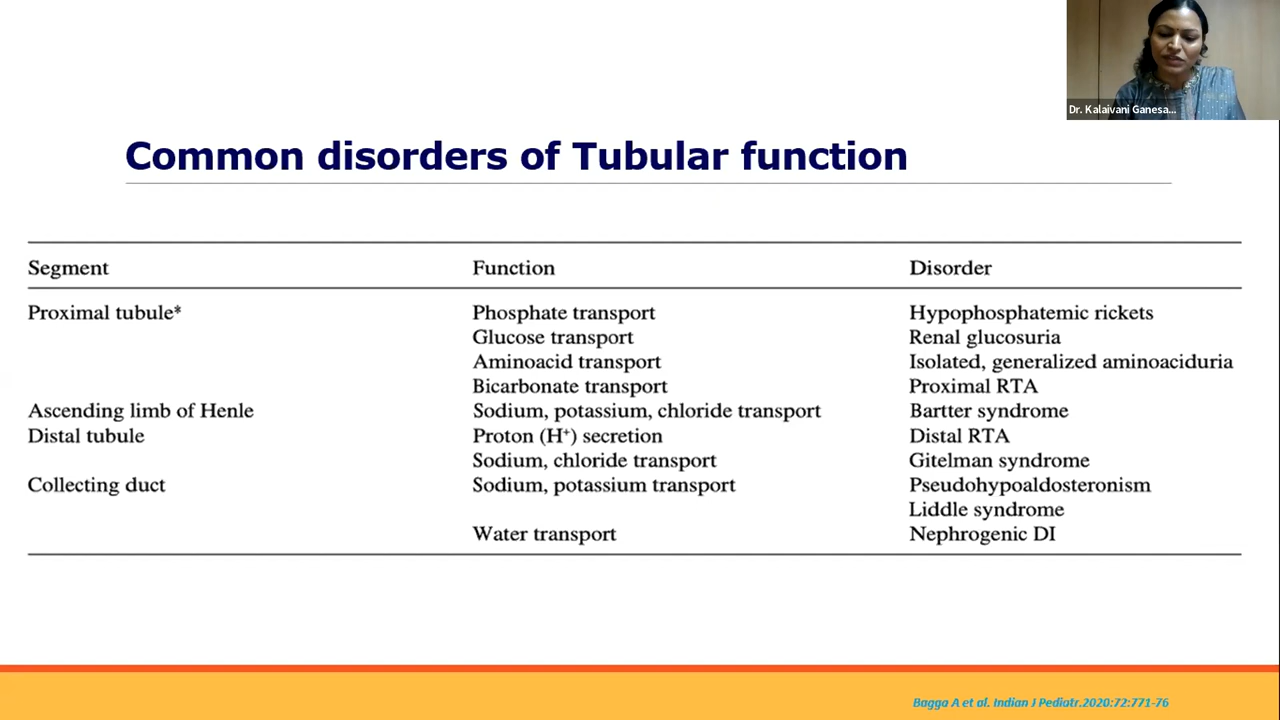 Dr. Kalaivani Ganesa...
Common disorders of Tubular function
Segment Function Disorder
Proximal tubule* Phosphate transport Hypophosphatemic rickets
Glucose transport Renal glucosuria
Aminoacid transport Isolated, generalized aminoaciduria
Bicarbonate transport Proximal RTA
Ascending limb of Henle Sodium, potassium, chloride transport Bartter syndrome
Distal tubule Proton (H⁺) secretion Distal RTA
Sodium, chloride transport Gitelman syndrome
Collecting duct Sodium, potassium transport Pseudohypoaldosteronism
Liddle syndrome
Water transport Nephrogenic DI
Bagga A et al. Indian J Pediatr.2020:72:771-76